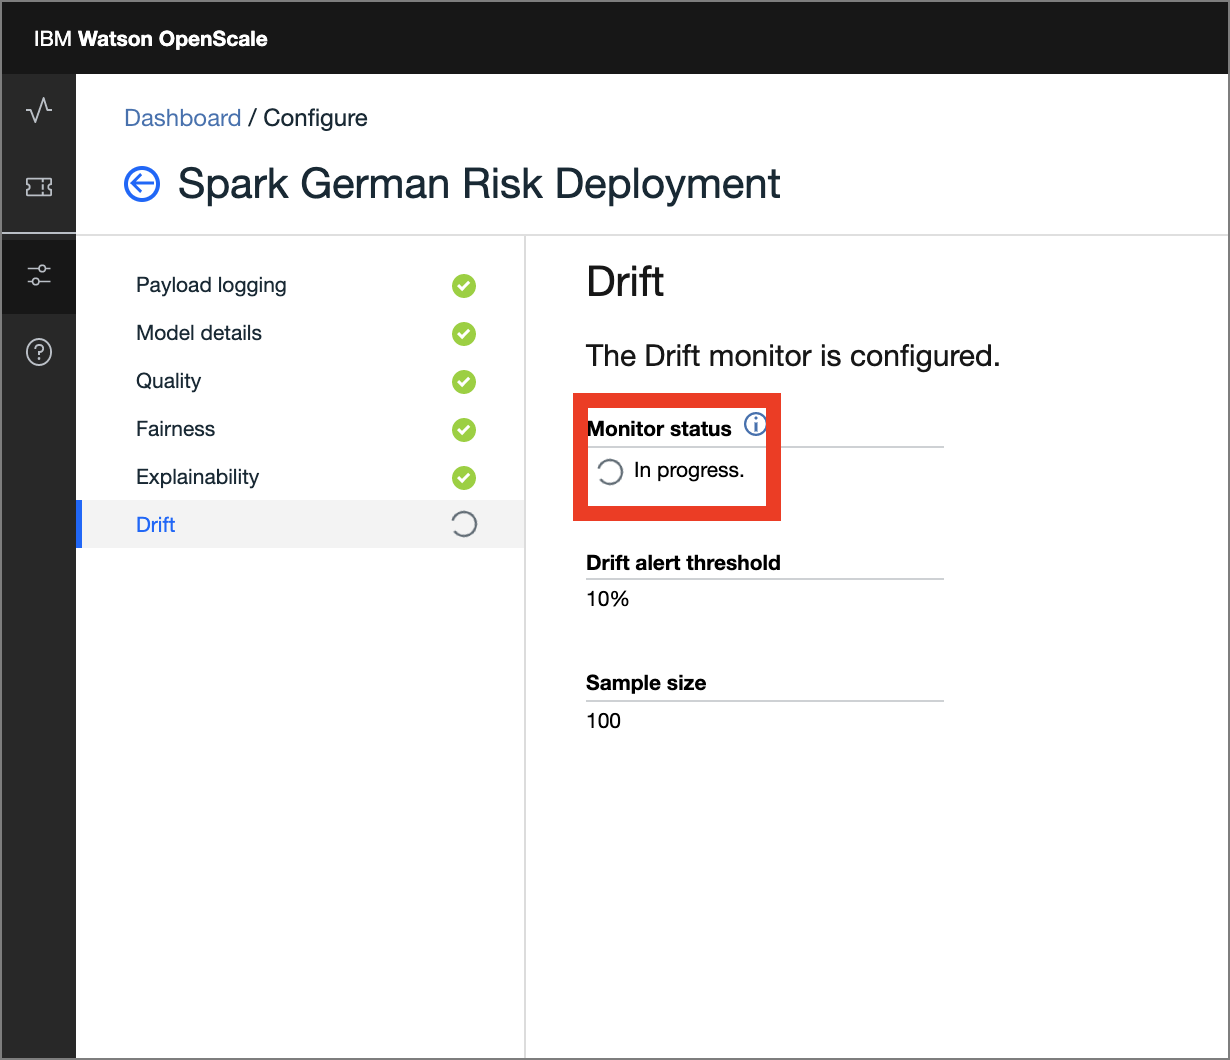 IBM Watson OpenScale
Dashboard / Configure
Spark German Risk Deployment
Payload logging
Model details
Quality
Fairness
Explainability
Drift
Drift
The Drift monitor is configured.
Monitor status
In progress.
Drift alert threshold
10%
Sample size
100